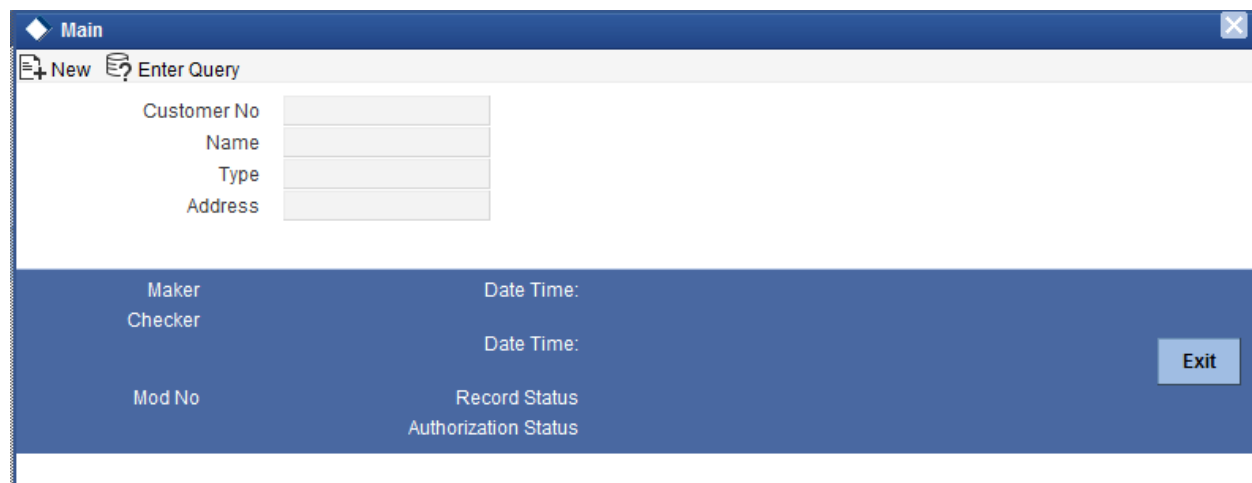 Main
New Enter Query
Customer No
Name
Type
Address
Maker Date Time:
Checker
Date Time:
Exit
Mod No Record Status
Authorization Status